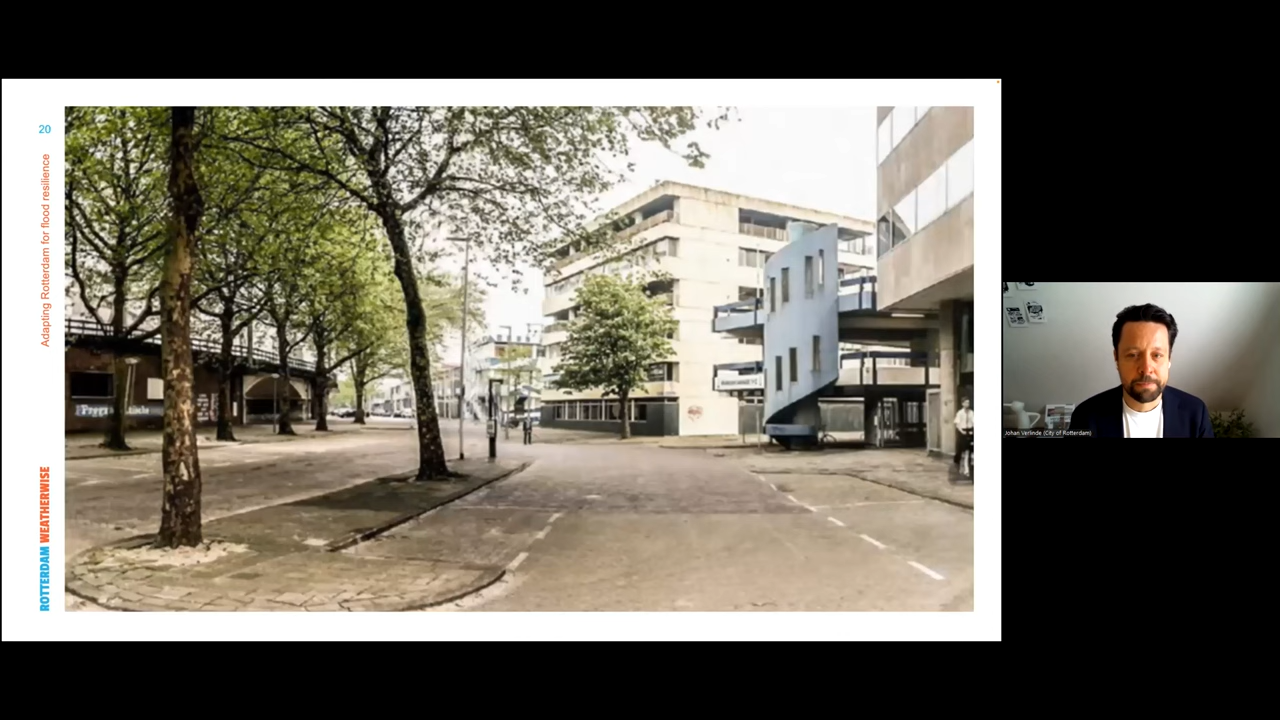 20
Adapting Rotterdam for flood resilience
ROTTERDAM WEATHERWISE
Johan Verlinde (City of Rotterdam)